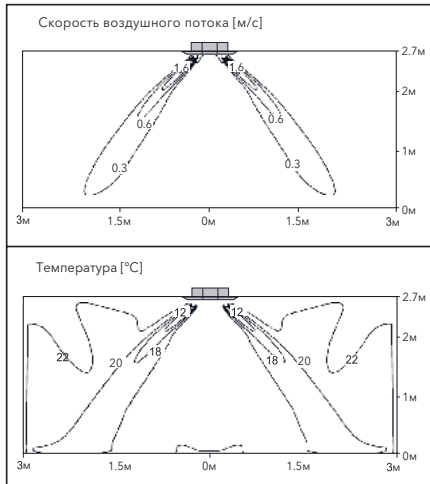 Скорость воздушного потока [м/с]
2.7м
1.6
1.6
2м
0.6
0.6
1м
0.3
0.3
0м
3м
1.5м
0м
1.5м
3м
Температура [°C]
2.7м
12
12
2м
22
20
18
18
20
22
1м
0м
3м
1.5м
0м
1.5м
3м